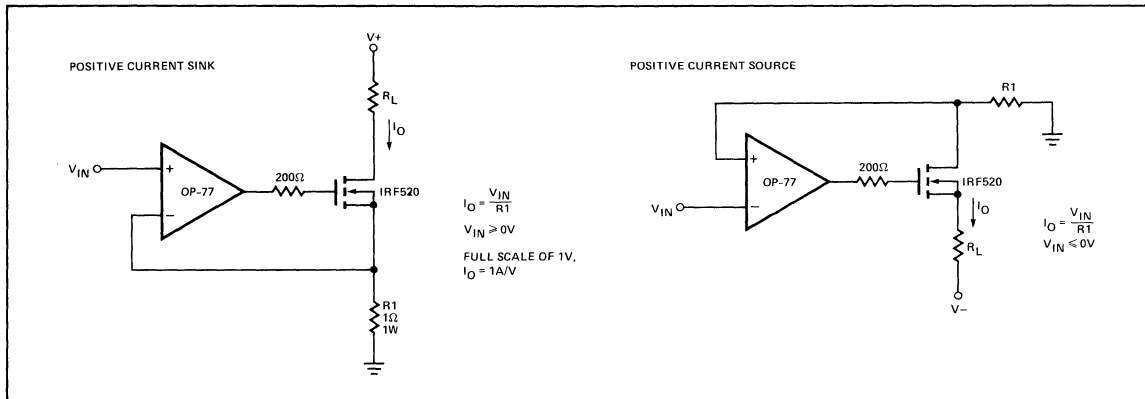 POSITIVE CURRENT SINK
V+
RL
IO
VIN
+
−
OP-77
200Ω
IRF520
IO = VIN/R1
VIN ≥ 0V
FULL SCALE OF 1V,
IO = 1A/V
R1
1Ω
1W
POSITIVE CURRENT SOURCE
R1
+
−
OP-77
200Ω
IRF520
VIN
IO
RL
V−
IO = VIN/R1
VIN ≤ 0V